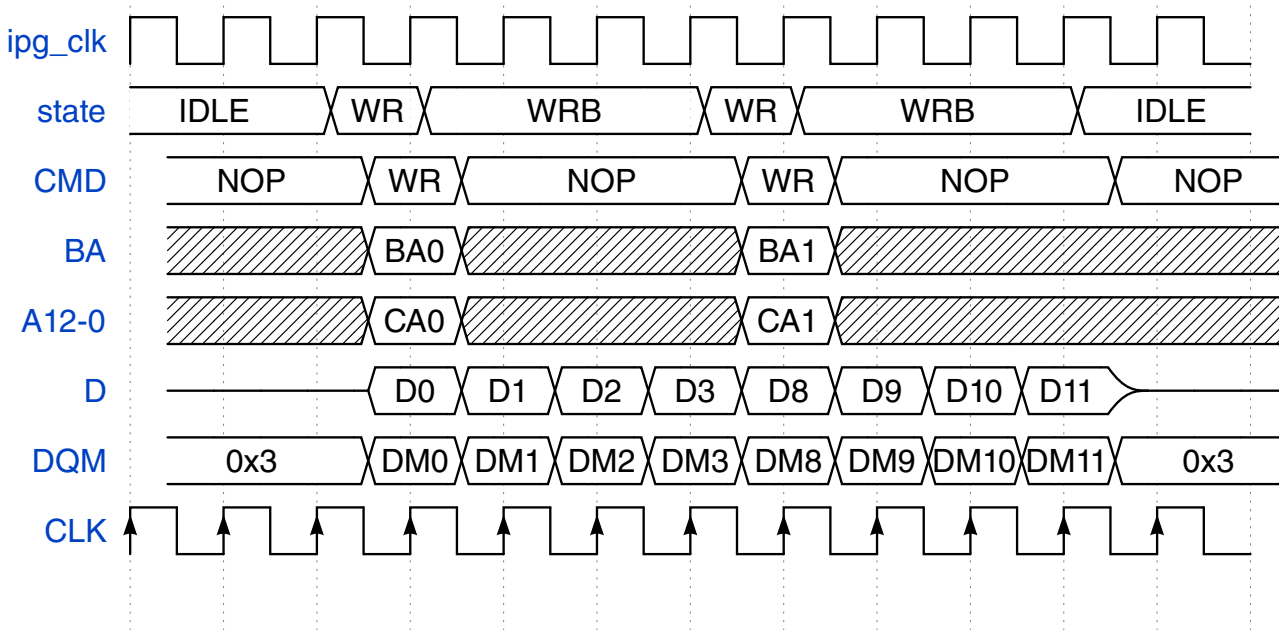 ipg_clk
state IDLE WR WRB WR WRB IDLE
CMD NOP WR NOP WR NOP NOP
BA BA0 BA1
A12-0 CA0 CA1
D D0 D1 D2 D3 D8 D9 D10 D11
DQM 0x3 DM0 DM1 DM2 DM3 DM8 DM9 DM10 DM11 0x3
CLK